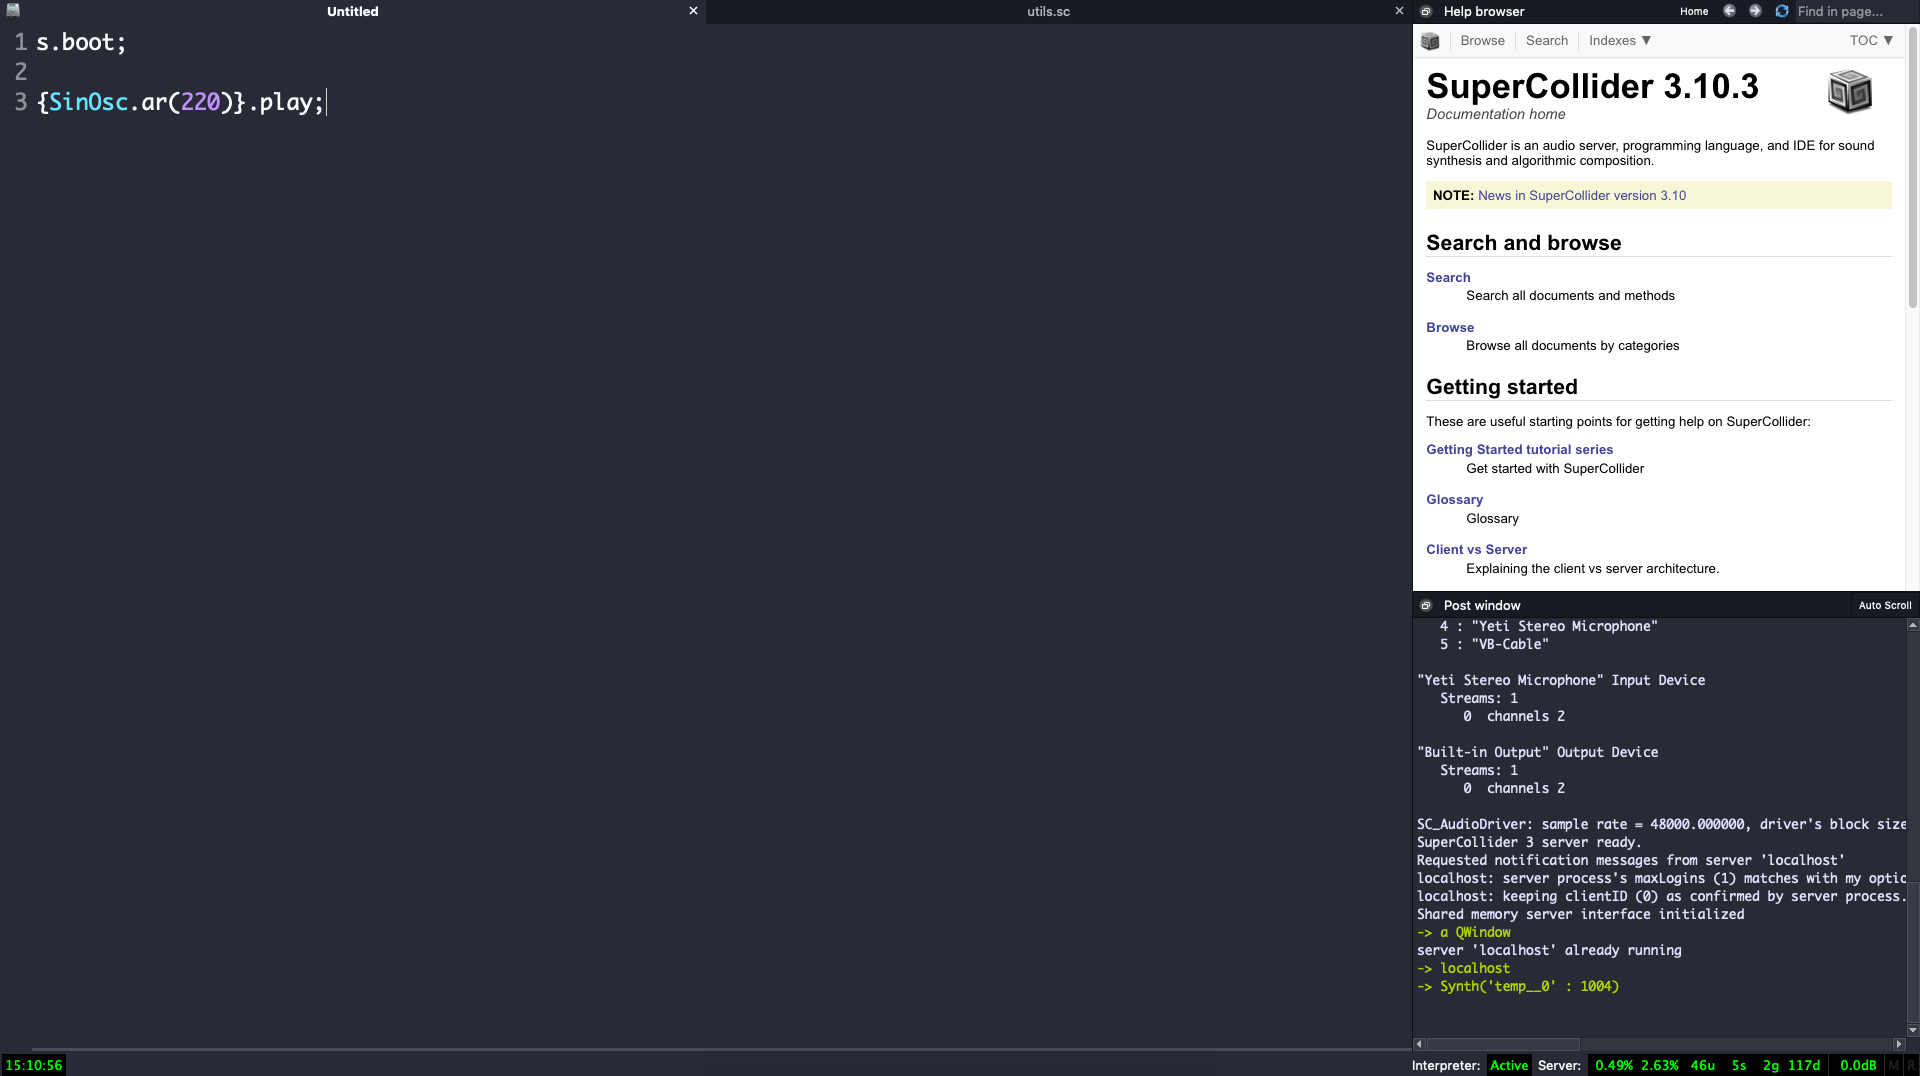 Untitled
utils.sc
1 s.boot;
2
3 {SinOsc.ar(220)}.play;
Help browser
Home
Find in page...
Browse
Search
Indexes ▼
TOC ▼
SuperCollider 3.10.3
Documentation home
SuperCollider is an audio server, programming language, and IDE for sound
synthesis and algorithmic composition.
NOTE: News in SuperCollider version 3.10
Search and browse
Search
Search all documents and methods
Browse
Browse all documents by categories
Getting started
These are useful starting points for getting help on SuperCollider:
Getting Started tutorial series
Get started with SuperCollider
Glossary
Glossary
Client vs Server
Explaining the client vs server architecture.
Post window
Auto Scroll
4 : "Yeti Stereo Microphone"
5 : "VB-Cable"
"Yeti Stereo Microphone" Input Device
Streams: 1
0 channels 2
"Built-in Output" Output Device
Streams: 1
0 channels 2
SC_AudioDriver: sample rate = 48000.000000, driver's block size
SuperCollider 3 server ready.
Requested notification messages from server 'localhost'
localhost: server process's maxLogins (1) matches with my optio
localhost: keeping clientID (0) as confirmed by server process.
Shared memory server interface initialized
-> a QWindow
server 'localhost' already running
-> localhost
-> Synth('temp__0' : 1004)
15:10:56
Interpreter: Active Server: 0.49% 2.63% 46u 5s 2g 117d 0.0dB M R